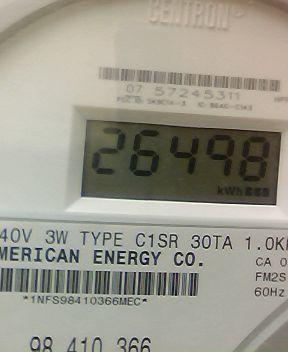 CENTRON
07 57245311
26498
kWh
40V 3W TYPE C1SR 30TA 1.0K
MERICAN ENERGY CO.
CA 0
FM2S
60Hz
*1NFS98410366MEC*
98 410 366